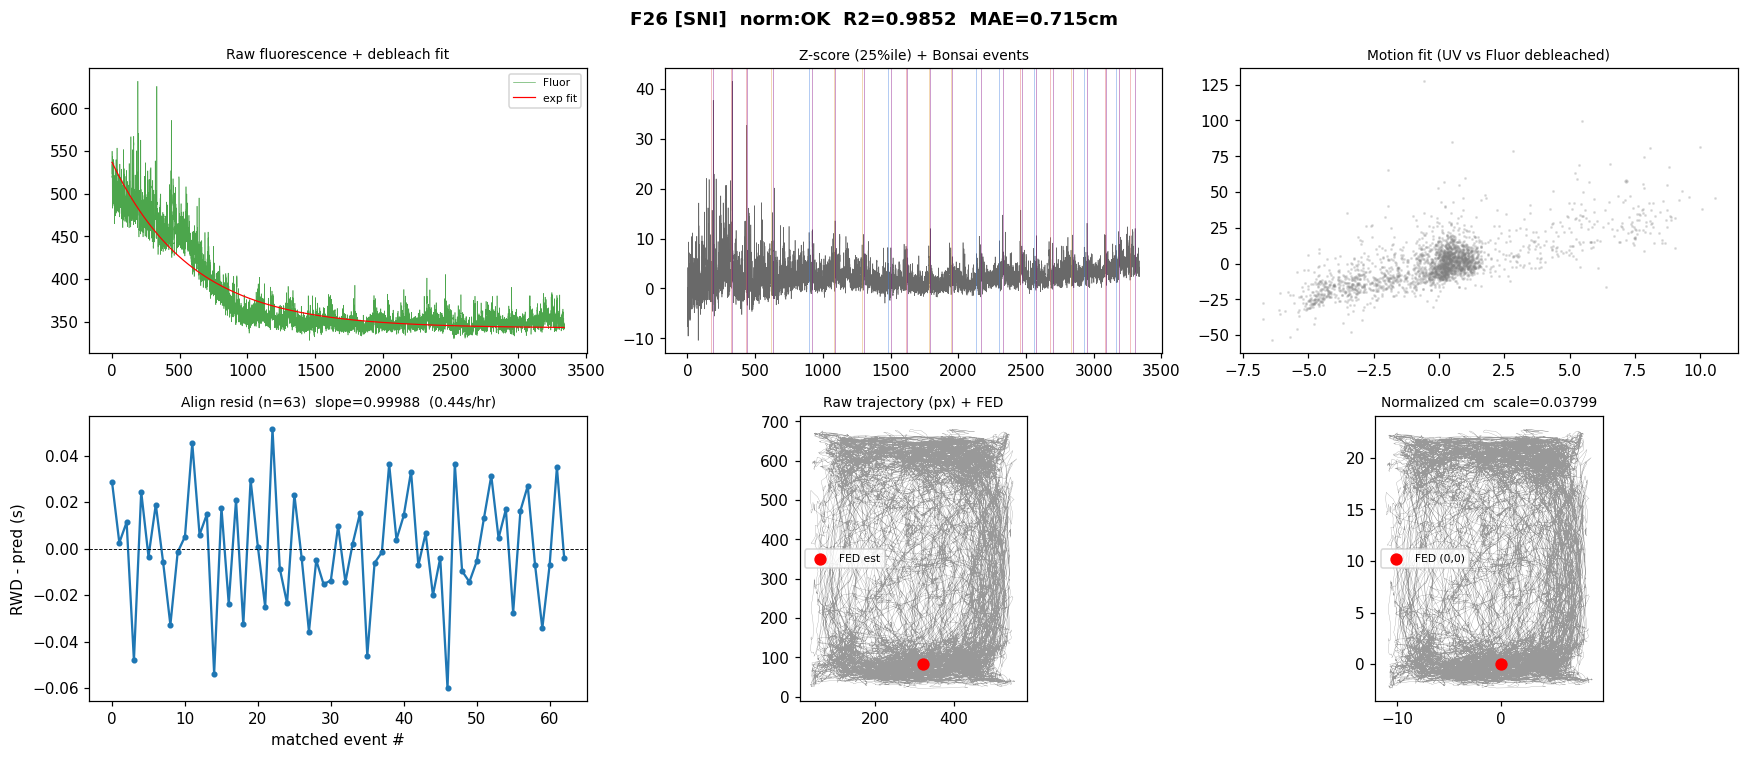 F26 [SNI]  norm:OK  R2=0.9852  MAE=0.715cm
Raw fluorescence + debleach fit
600
550
500
450
400
350
0 500 1000 1500 2000 2500 3000 3500
Fluor
exp fit
Z-score (25%ile) + Bonsai events
40
30
20
10
0
−10
0 500 1000 1500 2000 2500 3000 3500
Motion fit (UV vs Fluor debleached)
125
100
75
50
25
0
−25
−50
−7.5 −5.0 −2.5 0.0 2.5 5.0 7.5 10.0
Align resid (n=63)  slope=0.99988  (0.44s/hr)
RWD - pred (s)
0.04
0.02
0.00
−0.02
−0.04
−0.06
0 10 20 30 40 50 60
matched event #
Raw trajectory (px) + FED
700
600
500
400
300
200
100
0
200 400
FED est
Normalized cm  scale=0.03799
20
15
10
5
0
−10 0
FED (0,0)